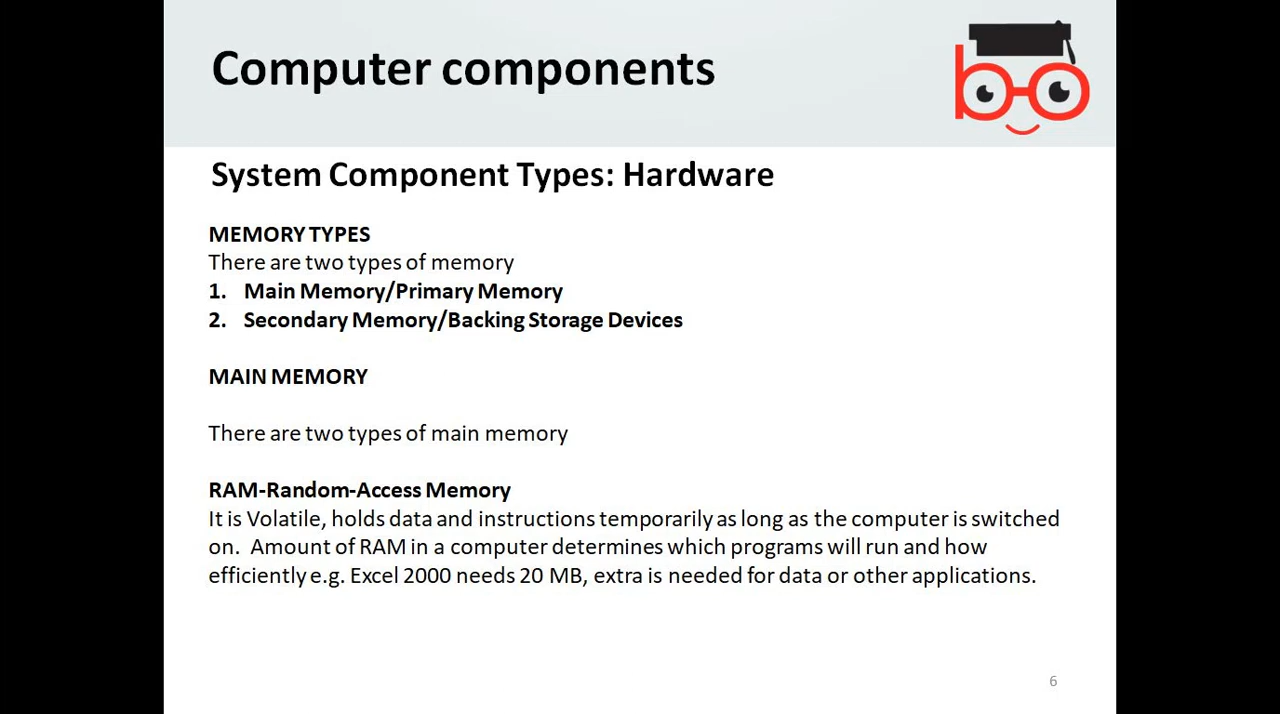 Computer components
System Component Types: Hardware
MEMORY TYPES
There are two types of memory
1. Main Memory/Primary Memory
2. Secondary Memory/Backing Storage Devices
MAIN MEMORY
There are two types of main memory
RAM-Random-Access Memory
It is Volatile, holds data and instructions temporarily as long as the computer is switched
on. Amount of RAM in a computer determines which programs will run and how
efficiently e.g. Excel 2000 needs 20 MB, extra is needed for data or other applications.
6